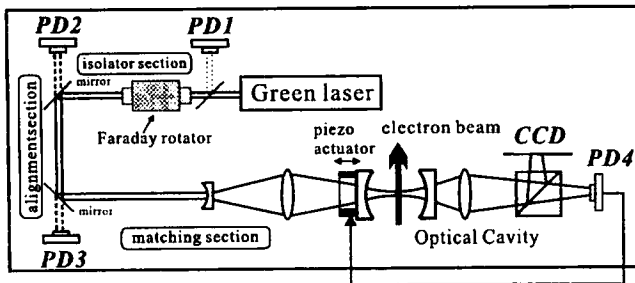 PD2
PD1
isolator section
mirror
Green laser
Faraday rotator
alignmentsection
piezo
actuator
electron beam
CCD
PD4
mirror
matching section
Optical Cavity
PD3